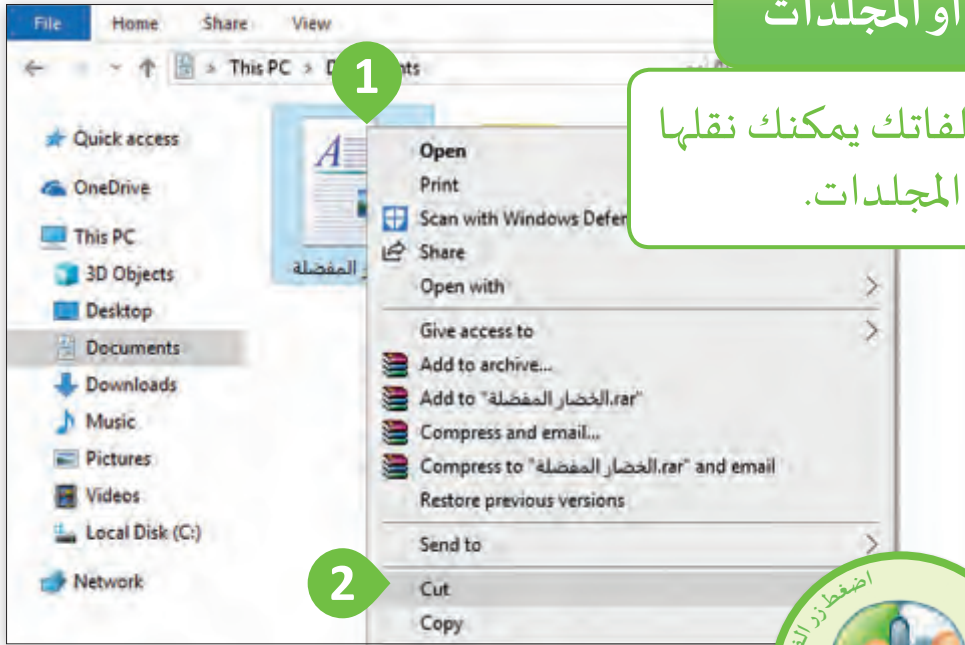 أو المجلدات
لفاتك يمكنك نقلها
المجلدات.
File Home Share View
This PC
1
Quick access
OneDrive
This PC
3D Objects
Desktop
Documents
Downloads
Music
Pictures
Videos
Local Disk (C:)
Network
المفضلة
Open
Print
Scan with Windows Defen
Share
Open with
Give access to
Add to archive...
Add to "الخضار المفضلة.rar"
Compress and email...
Compress to "الخضار المفضلة.rar" and email
Restore previous versions
Send to
2
Cut
Copy
اضغط زر